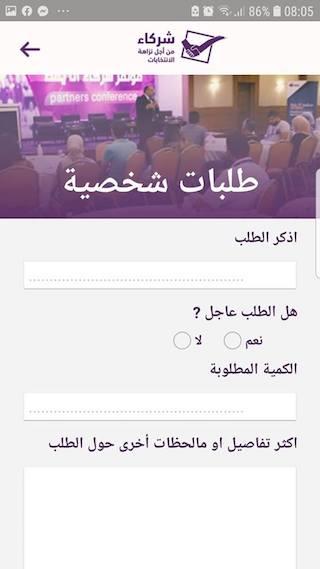 86% 08:05
شركاء
من أجل نزاهة
الانتخابات
partners conference
طلبات شخصية
اذكر الطلب
هل الطلب عاجل ?
نعم
لا
الكمية المطلوبة
اكثر تفاصيل او مالحظات أخرى حول الطلب